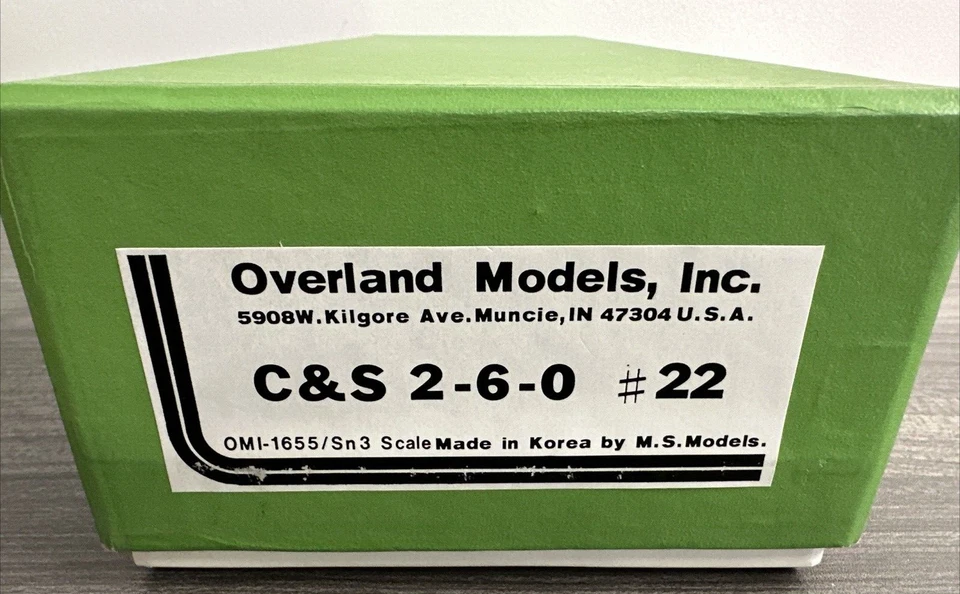 Overland Models, Inc.
5908W.Kilgore Ave.Muncie,IN 47304 U.S.A.
C&S 2-6-0 #22
OMI-1655/Sn3 Scale Made in Korea by M.S.Models.